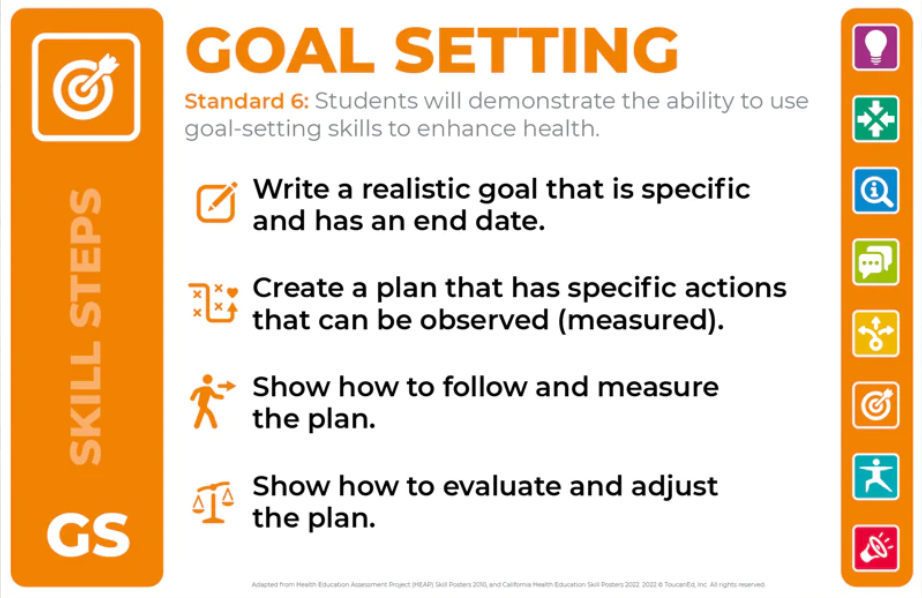 GOAL SETTING
Standard 6: Students will demonstrate the ability to use
goal-setting skills to enhance health.
SKILL STEPS
GS
Write a realistic goal that is specific
and has an end date.
Create a plan that has specific actions
that can be observed (measured).
Show how to follow and measure
the plan.
Show how to evaluate and adjust
the plan.
Adapted from Health Education Assessment Project (HEAP) Skill Posters 2010, and California Health Education Skill Posters 2022. 2022 © ToucanEd, Inc. All rights reserved.